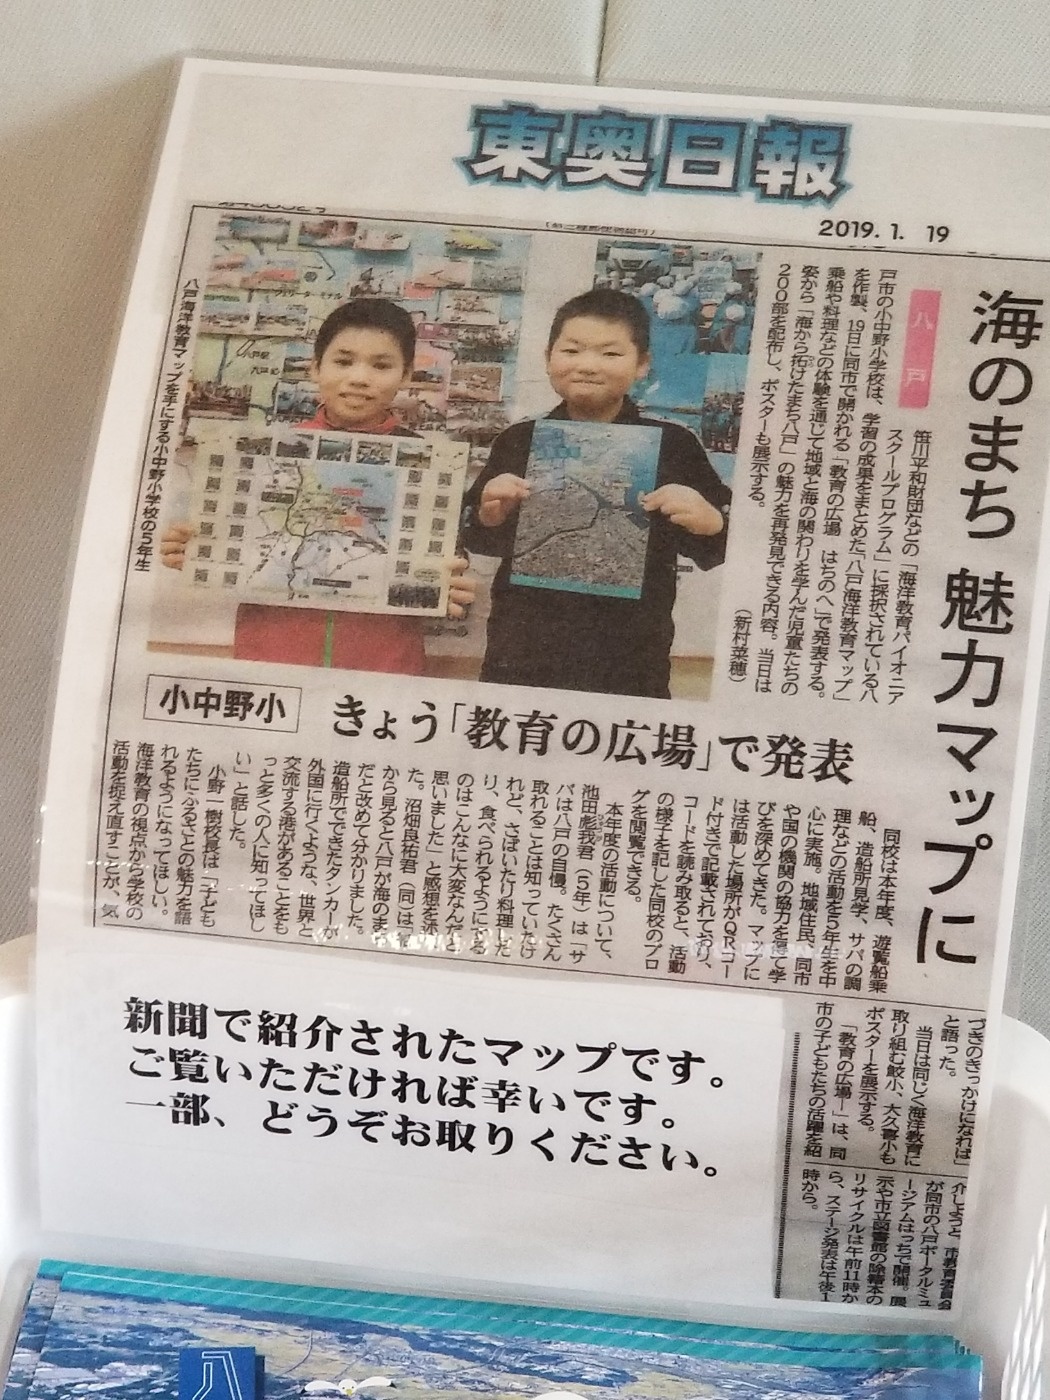 東奥日報
2019. 1. 19
海のまち 魅力マップに
八戸
笹川平和財団などの「海洋教育パイオニア
スクールプログラム」に採択されている八
戸市の小中野小学校は、学習の成果をまとめた「八戸海洋教育マップ」
を作製、19日に同市で開かれる「教育の広場 はちのへ」で発表する。
乗船や料理などの体験を通じて地域と海の関わりを学んだ児童たちの
姿から「海から拓けたまち八戸」の魅力を再発見できる内容。当日は
200部を配布し、ポスターも展示する。
(新村菜穂)
八戸海洋教育マップを手にする小中野小学校の5年生
小中野小
きょう「教育の広場」で発表
同校は本年度、遊覧船乗
船、造船所見学、サバの調
理などの活動を5年生を中
心に実施。地域住民、同市
や国の機関の協力を得て学
びを深めてきた。マップに
は活動した場所がQRコー
ド付きで記載されており、
コードを読み取ると、活動
の様子を記した同校のブロ
グを閲覧できる。
本年度の活動について、
池田彪我君(5年)は「サ
バは八戸の自慢。たくさん
取れることは知っていたけ
れど、さばいたり料理した
り、食べられるようにする
のはこんなに大変なんだと
思いました」と感想を述べ
た。沼畑良祐君(同)は「海
から見ると八戸が海のまち
だと改めて分かりました。
造船所でできたタンカーが
外国に行くような、世界と
交流する港があることをも
っと多くの人に知ってほし
い」と話した。
小野一樹校長は「子ども
たちにふるさとの魅力を語
れるようになってほしい。
海洋教育の視点から学校の
活動を捉え直すことが、気
づきのきっかけになれば」
と語った。
当日は同じく海洋教育に
取り組む鮫小、大久喜小も
ポスターを展示する。
「教育の広場―」は、同
市の子どもたちの活躍を紹
介しようと、市教育委員会
が同市の八戸ポータルミュ
ージアムはっちで開催。展
示や市立図書館の除籍本の
リサイクルは午前11時か
ら、ステージ発表は午後1
時から。
新聞で紹介されたマップです。
ご覧いただければ幸いです。
一部、どうぞお取りください。
八